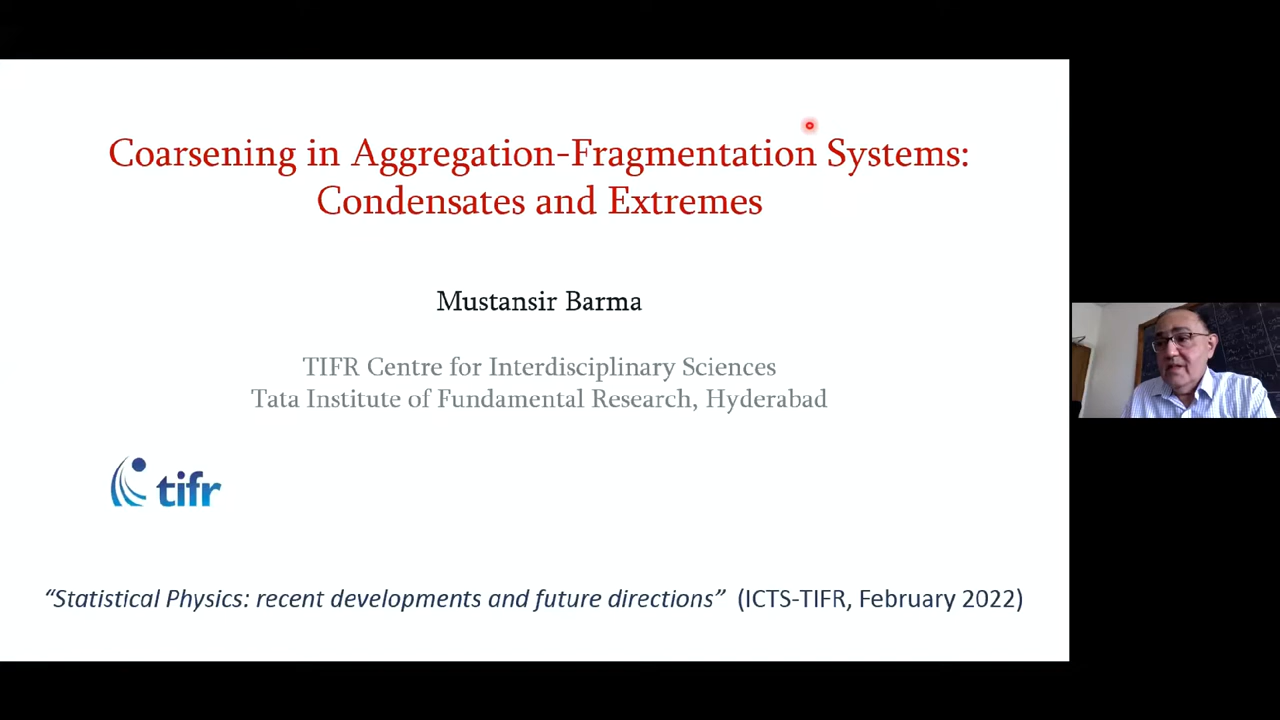 Coarsening in Aggregation-Fragmentation Systems:
Condensates and Extremes
Mustansir Barma
TIFR Centre for Interdisciplinary Sciences
Tata Institute of Fundamental Research, Hyderabad
tifr
“Statistical Physics: recent developments and future directions” (ICTS-TIFR, February 2022)